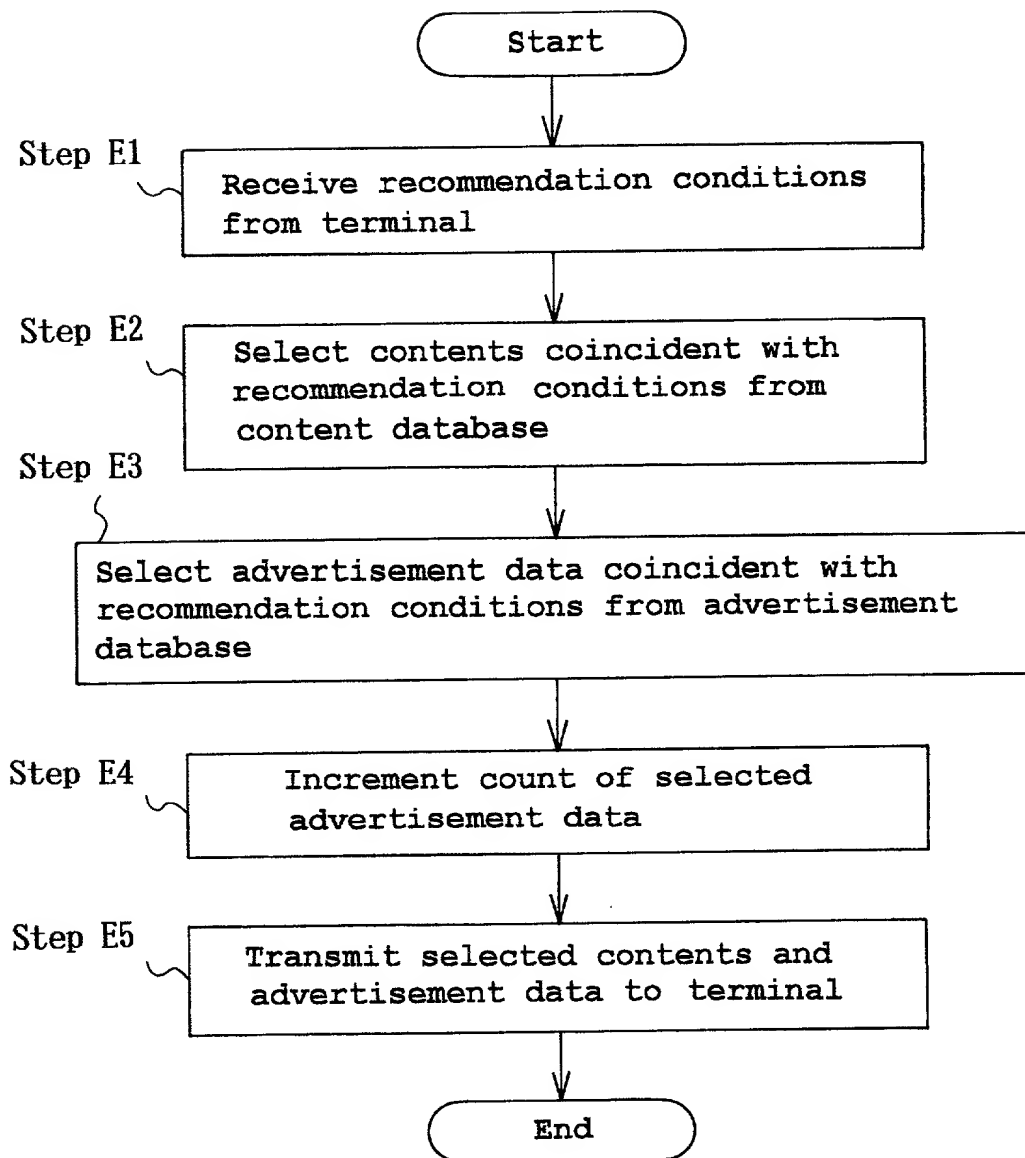 Start
Step E1
Receive recommendation conditions
from terminal
Step E2
Select contents coincident with
recommendation conditions from
content database
Step E3
Select advertisement data coincident with
recommendation conditions from advertisement
database
Step E4
Increment count of selected
advertisement data
Step E5
Transmit selected contents and
advertisement data to terminal
End